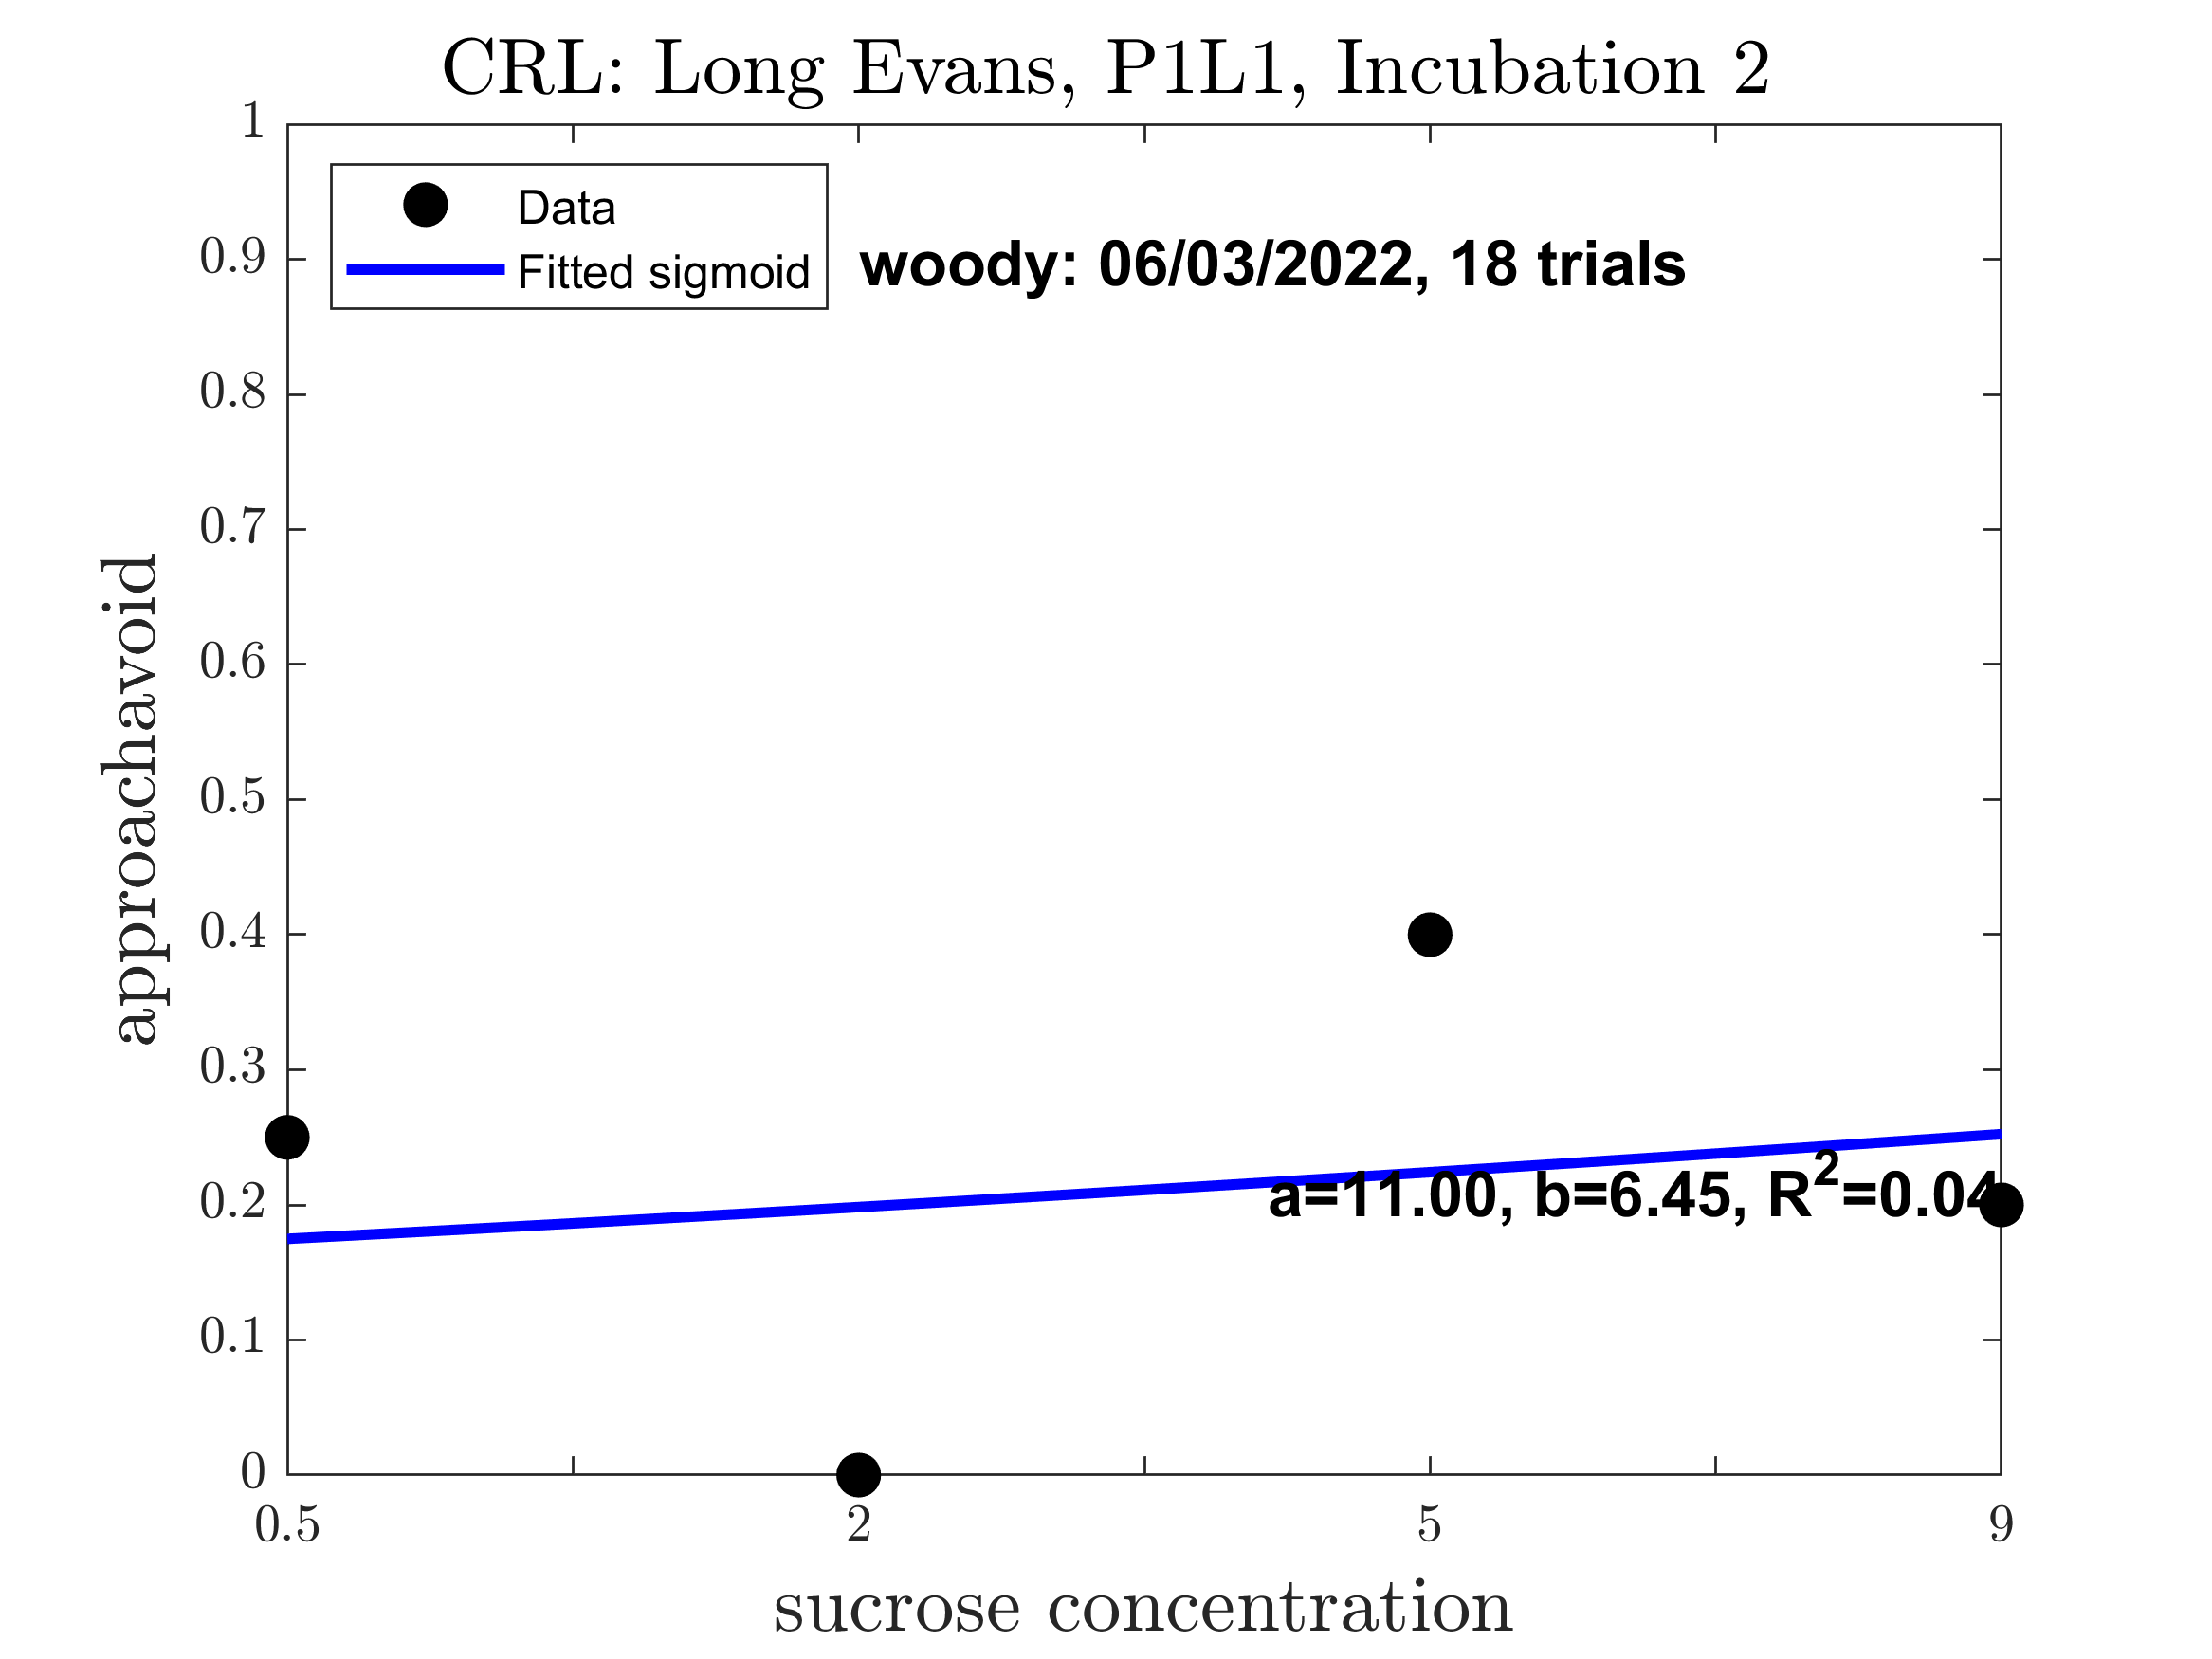 CRL: Long Evans, P1L1, Incubation 2
1
Data
Fitted sigmoid
woody: 06/03/2022, 18 trials
0.9
0.8
0.7
0.6
0.5
0.4
0.3
0.2
0.1
0
approachavoid
a=11.00, b=6.45, R²=0.04
0.5 2 5 9
sucrose concentration